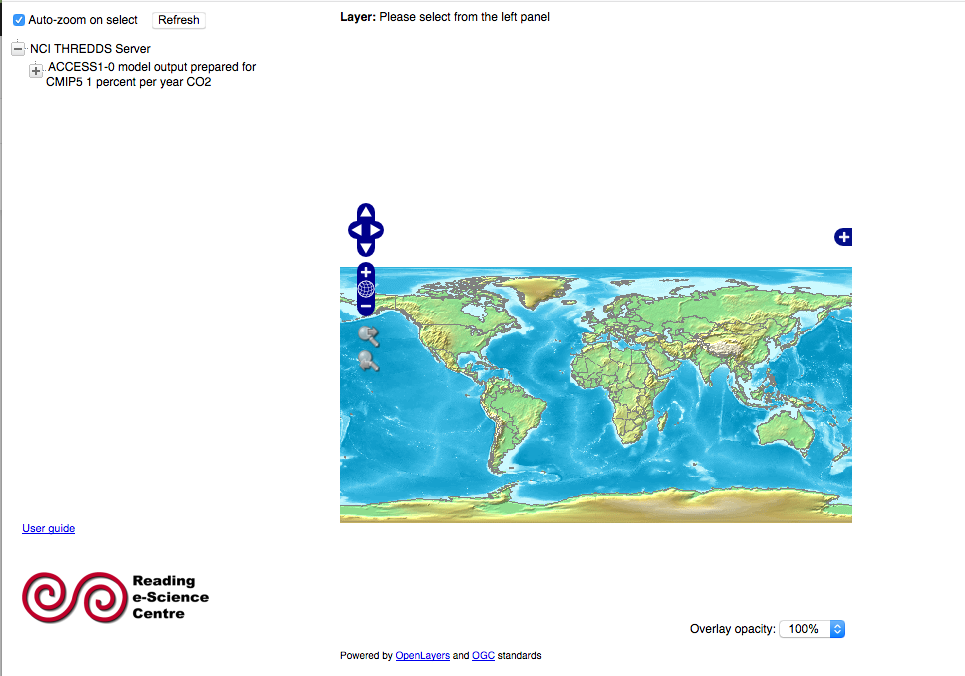 Auto-zoom on select Refresh
Layer: Please select from the left panel
NCI THREDDS Server
ACCESS1-0 model output prepared for
CMIP5 1 percent per year CO2
User guide
Reading
e-Science
Centre
Overlay opacity: 100%
Powered by OpenLayers and OGC standards